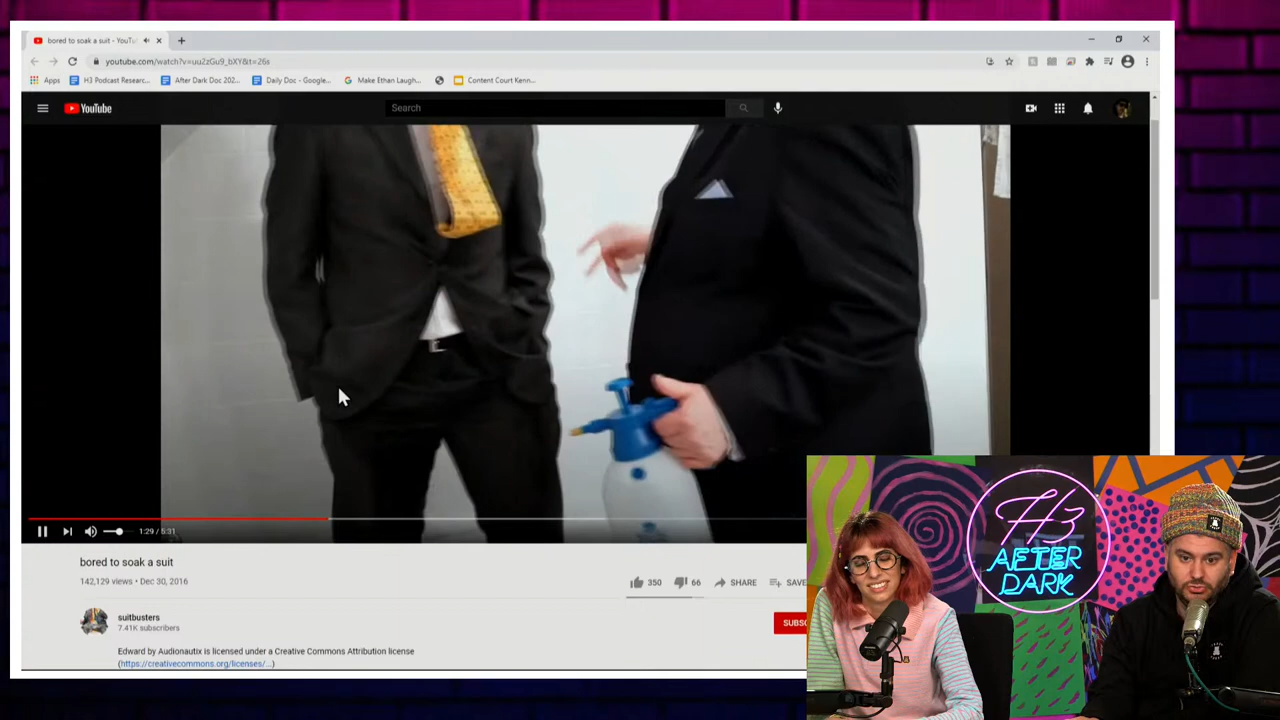 bored to soak a suit - YouTu
youtube.com/watch?v=uu2zGu9_bXY&t=26s
Apps
H3 Podcast Researc...
After Dark Doc 202...
Daily Doc - Google...
Make Ethan Laugh...
Content Court Kenn...
YouTube
Search
1:29 / 5:31
bored to soak a suit
142,129 views • Dec 30, 2016
350
66
SHARE
SAVE
suitbusters
7.41K subscribers
SUBSC
Edward by Audionautix is licensed under a Creative Commons Attribution license
(https://creativecommons.org/licenses/...)
H3
AFTER
DARK